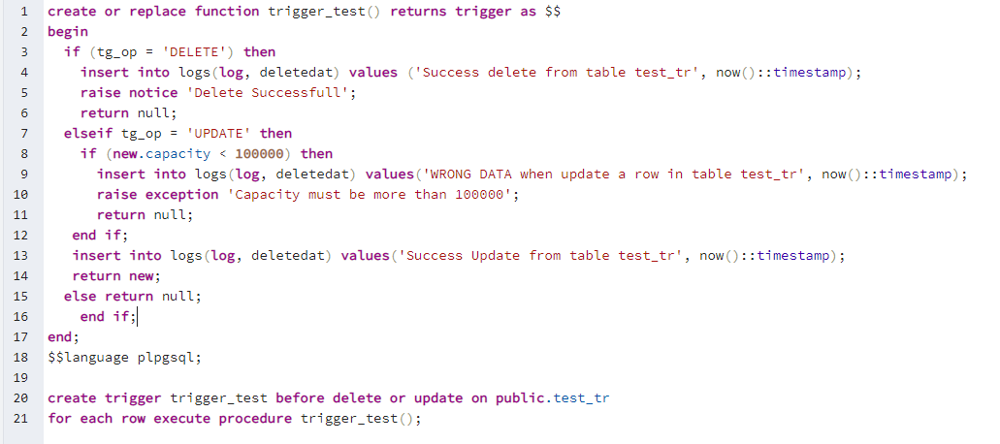 1 create or replace function trigger_test() returns trigger as $$
2 begin
3 if (tg_op = 'DELETE') then
4 insert into logs(log, deletedat) values ('Success delete from table test_tr', now()::timestamp);
5 raise notice 'Delete Successfull';
6 return null;
7 elseif tg_op = 'UPDATE' then
8 if (new.capacity < 100000) then
9 insert into logs(log, deletedat) values('WRONG DATA when update a row in table test_tr', now()::timestamp);
10 raise exception 'Capacity must be more than 100000';
11 return null;
12 end if;
13 insert into logs(log, deletedat) values('Success Update from table test_tr', now()::timestamp);
14 return new;
15 else return null;
16 end if;
17 end;
18 $$language plpgsql;
19
20 create trigger trigger_test before delete or update on public.test_tr
21 for each row execute procedure trigger_test();